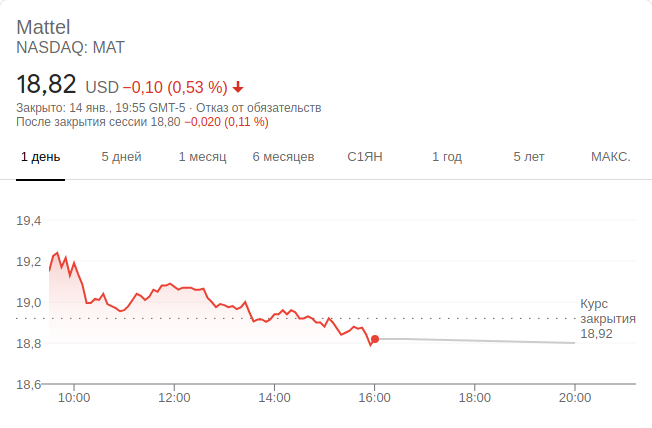 Mattel
NASDAQ: MAT
18,82 USD −0,10 (0,53 %)
Закрыто: 14 янв., 19:55 GMT-5 · Отказ от обязательств
После закрытия сессии 18,80 −0,020 (0,11 %)
1 день 5 дней 1 месяц 6 месяцев С1ЯН 1 год 5 лет МАКС.
19,4
19,2
19,0
18,8
18,6
Курс
закрытия
18,92
10:00 12:00 14:00 16:00 18:00 20:00